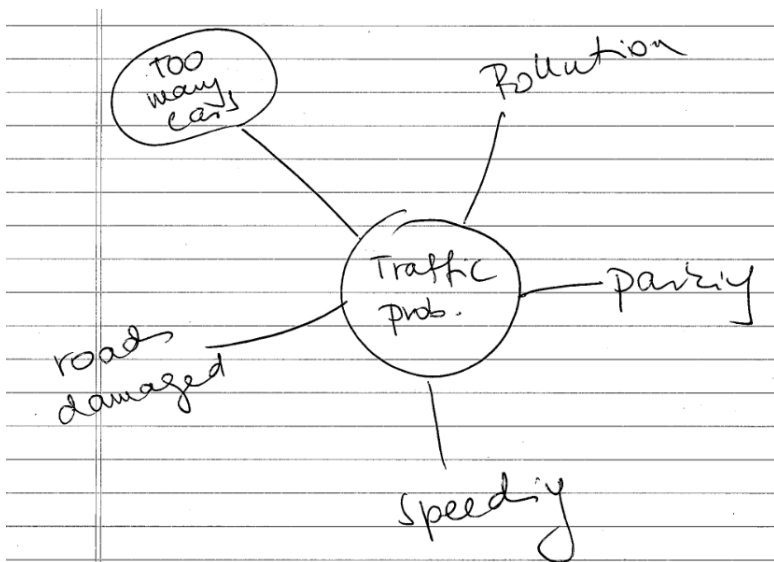 Too
many
cars
Pollution
Traffic
prob.
parking
roads
damaged
speeding